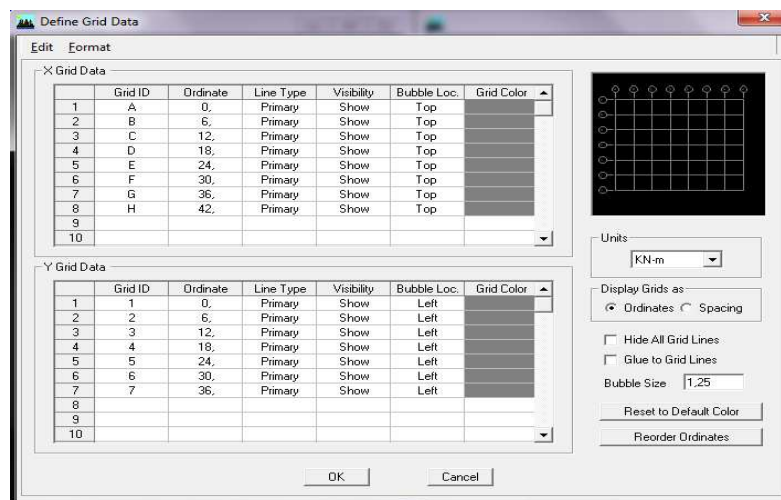 Define Grid Data
Edit Format
X Grid Data
Grid ID Ordinate Line Type Visibility Bubble Loc. Grid Color
1 A 0, Primary Show Top
2 B 6, Primary Show Top
3 C 12, Primary Show Top
4 D 18, Primary Show Top
5 E 24, Primary Show Top
6 F 30, Primary Show Top
7 G 36, Primary Show Top
8 H 42, Primary Show Top
9
10
Y Grid Data
Grid ID Ordinate Line Type Visibility Bubble Loc. Grid Color
1 1 0, Primary Show Left
2 2 6, Primary Show Left
3 3 12, Primary Show Left
4 4 18, Primary Show Left
5 5 24, Primary Show Left
6 6 30, Primary Show Left
7 7 36, Primary Show Left
8
9
10
Units
KN-m
Display Grids as
Ordinates Spacing
Hide All Grid Lines
Glue to Grid Lines
Bubble Size 1,25
Reset to Default Color
Reorder Ordinates
OK Cancel